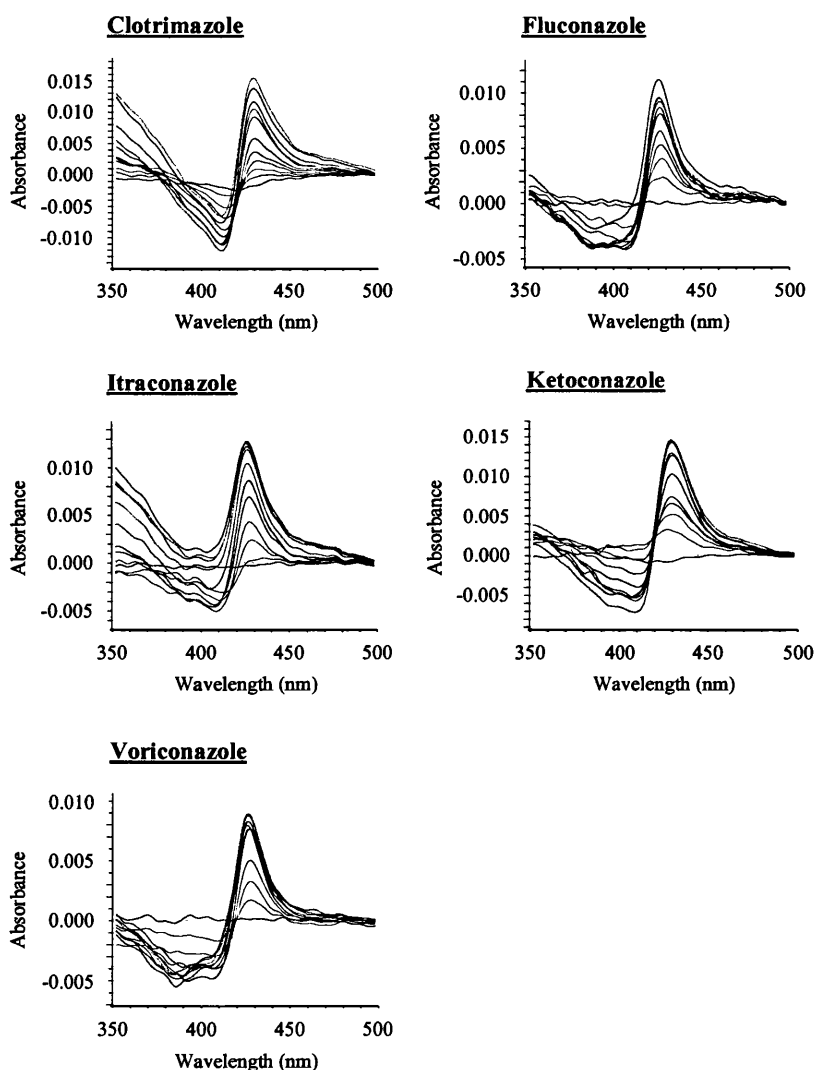 Clotrimazole
0.015
0.010
0.005
0.000
-0.005
-0.010
Absorbance
350 400 450 500
Wavelength (nm)
Fluconazole
0.010
0.005
0.000
-0.005
Absorbance
350 400 450 500
Wavelength (nm)
Itraconazole
0.010
0.005
0.000
-0.005
Absorbance
350 400 450 500
Wavelength (nm)
Ketoconazole
0.015
0.010
0.005
0.000
-0.005
Absorbance
350 400 450 500
Wavelength (nm)
Voriconazole
0.010
0.005
0.000
-0.005
Absorbance
350 400 450 500
Wavelength (nm)